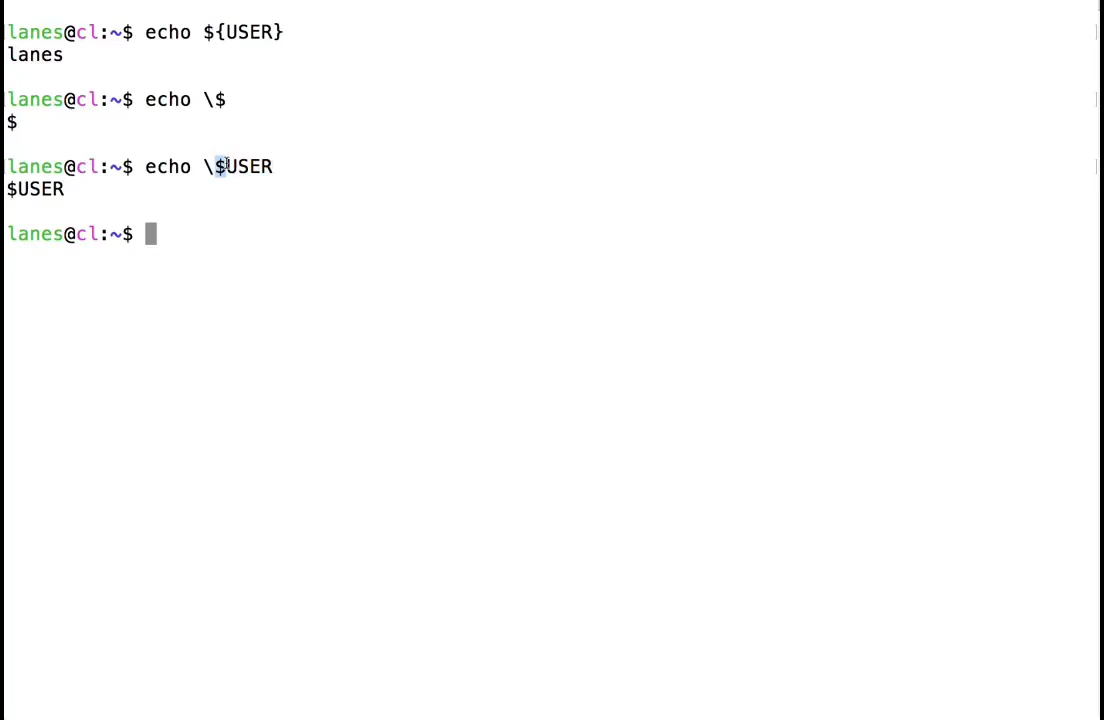 lanes@cl:~$ echo ${USER}
lanes
lanes@cl:~$ echo \$
$
lanes@cl:~$ echo \$USER
$USER
lanes@cl:~$